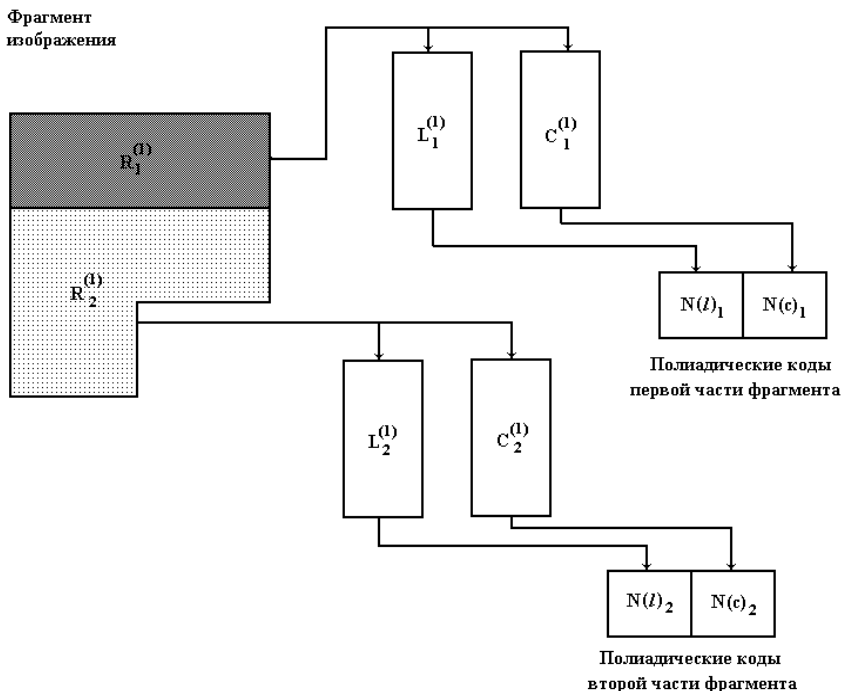 Фрагмент
изображения
R₁⁽¹⁾
L₁⁽¹⁾
C₁⁽¹⁾
R₂⁽¹⁾
N(l)₁
N(c)₁
Полиадические коды
первой части фрагмента
L₂⁽¹⁾
C₂⁽¹⁾
N(l)₂
N(c)₂
Полиадические коды
второй части фрагмента